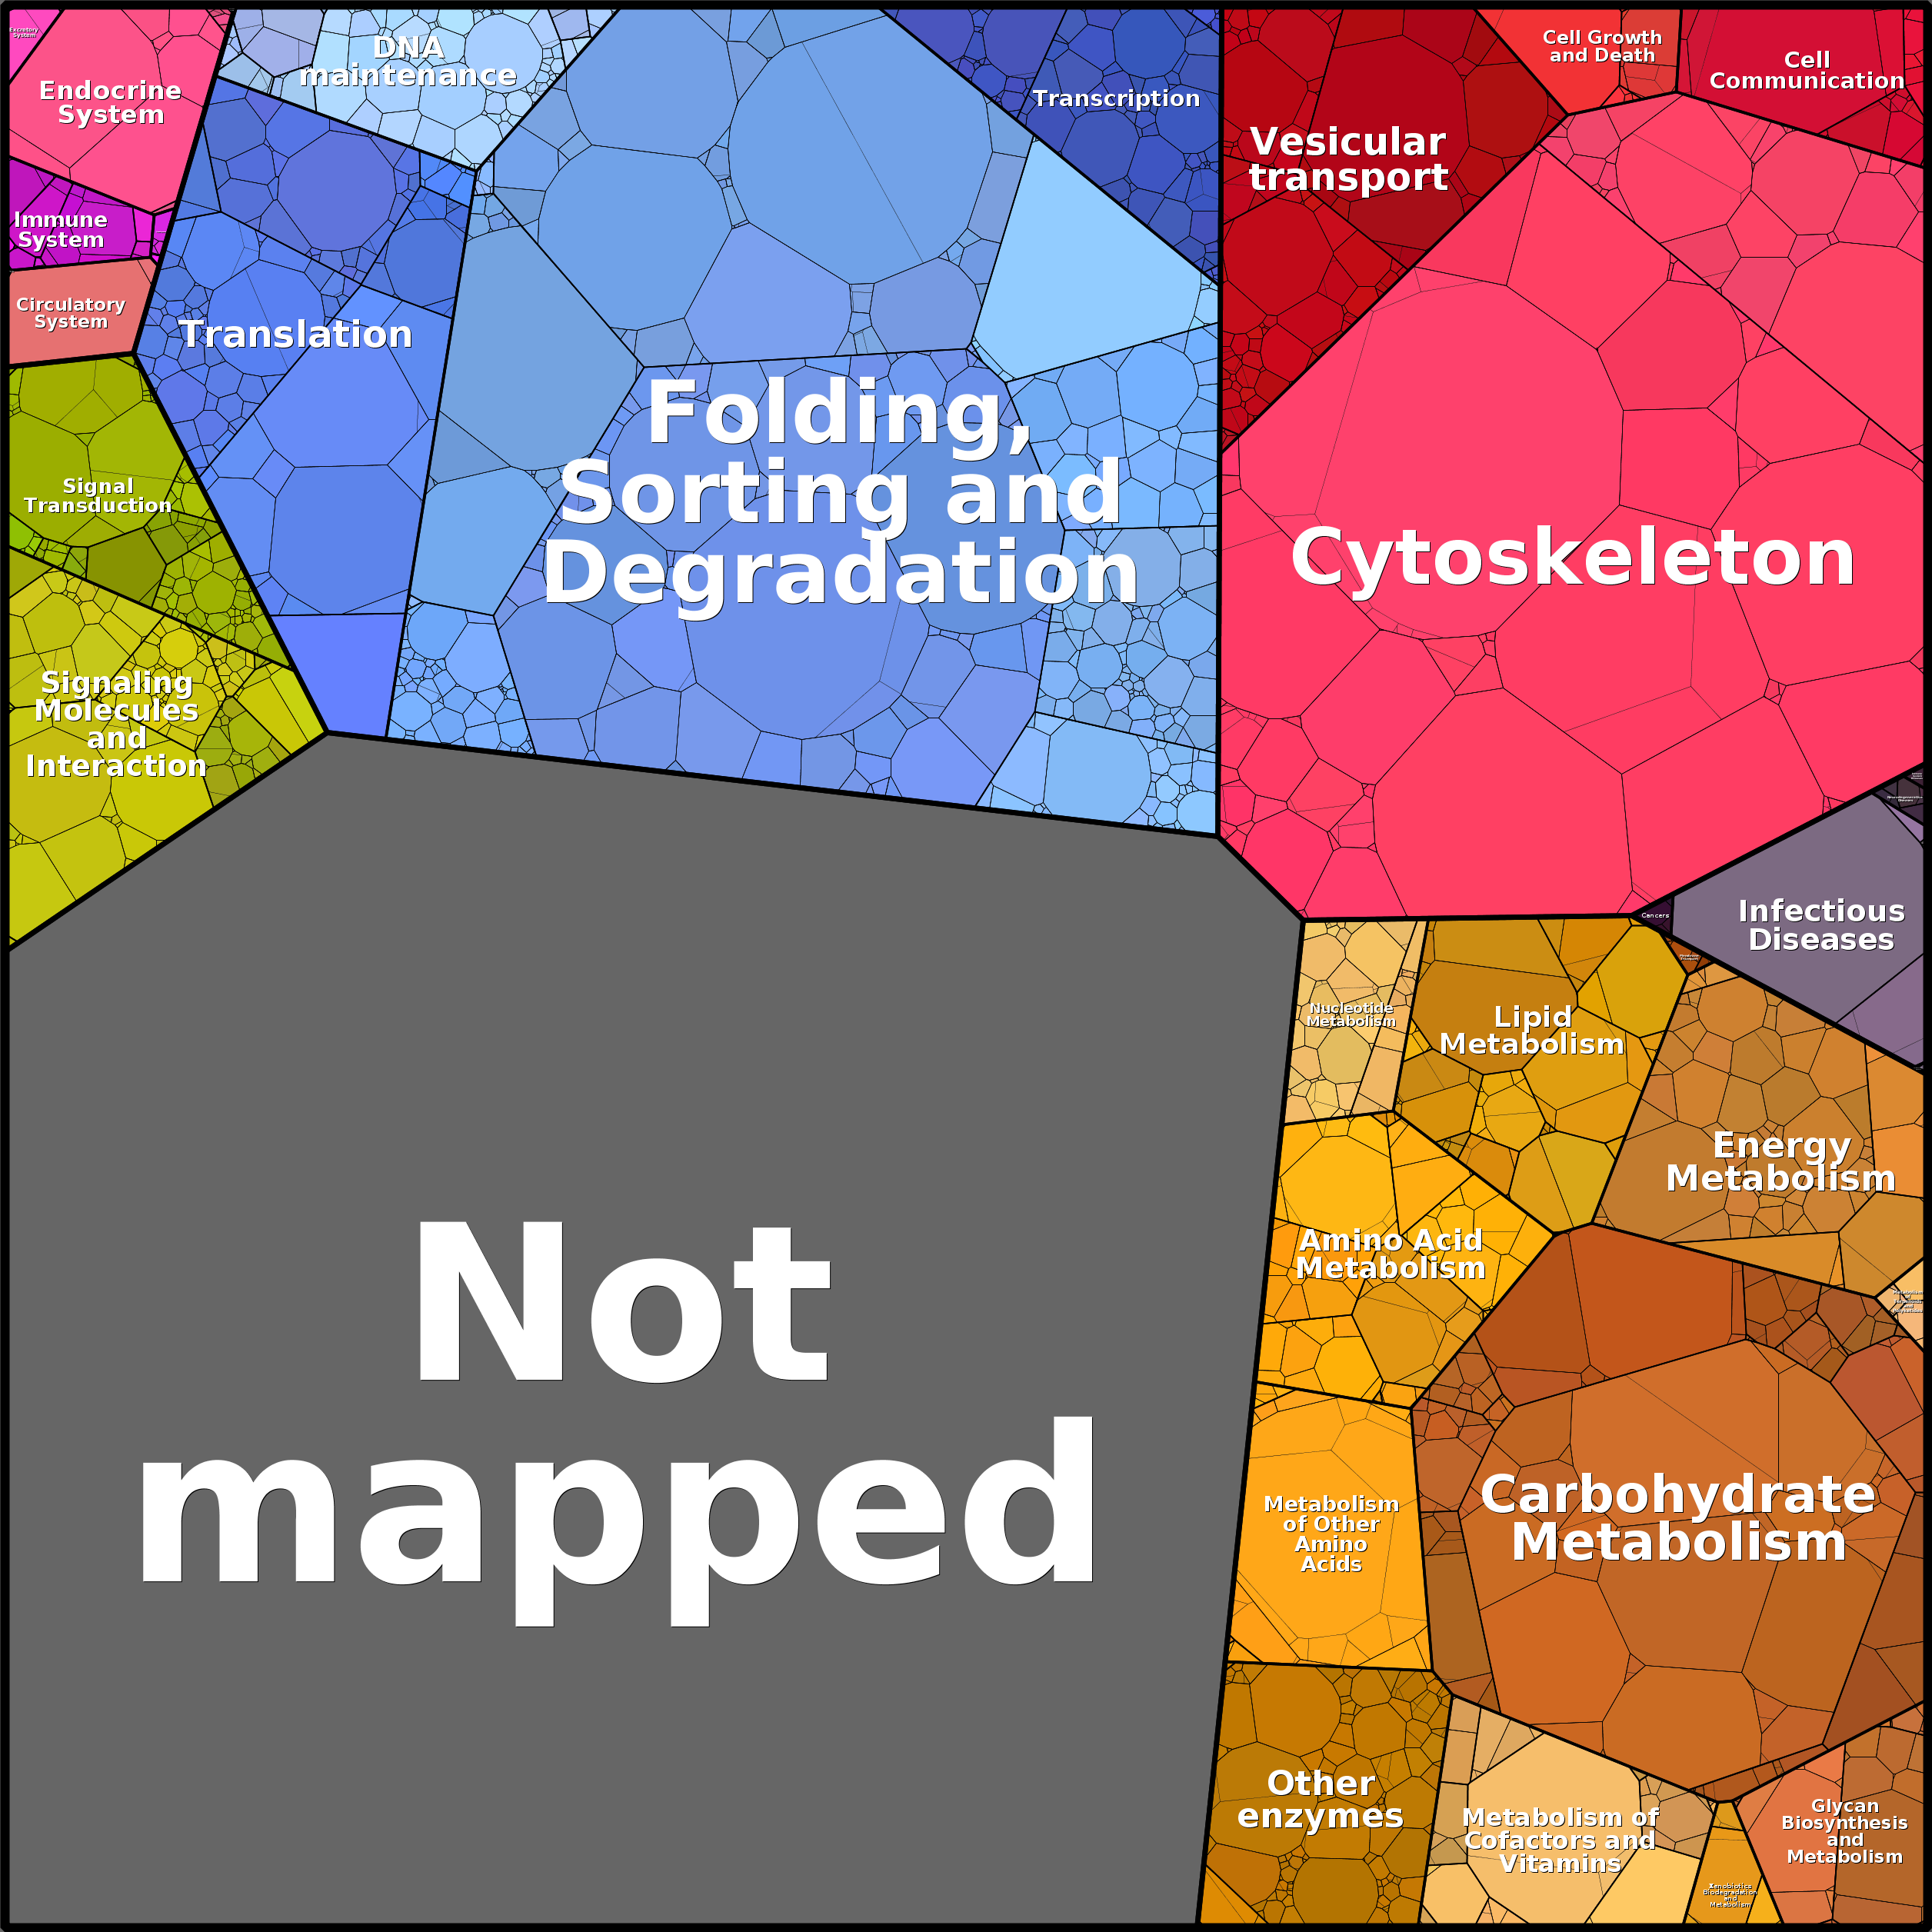 Excretory
System
Endocrine
System
Immune
System
Circulatory
System
DNA
maintenance
Translation
Transcription
Folding,
Sorting and
Degradation
Signal
Transduction
Signaling
Molecules
and
Interaction
Vesicular
transport
Cell Growth
and Death
Cell
Communication
Cytoskeleton
Cancers
Infectious
Diseases
Not
mapped
Nucleotide
Metabolism
Lipid
Metabolism
Energy
Metabolism
Amino Acid
Metabolism
Metabolism
of Other
Amino
Acids
Carbohydrate
Metabolism
Other
enzymes
Metabolism of
Cofactors and
Vitamins
Xenobiotics
Biodegradation
and
Metabolism
Glycan
Biosynthesis
and
Metabolism